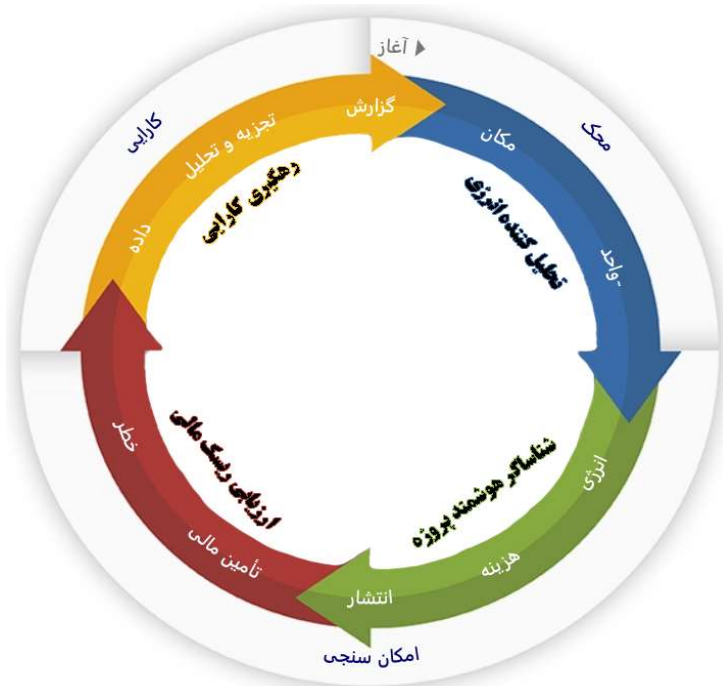 آغاز
محک
مکان
واحد-
تحلیل کننده انرژی
انرژی
هزینه
انتشار
شناساگر هوشمند پروژه
امکان سنجی
تأمین مالی
خطر
ارزیابی ریسک مالی
داده
تجزیه و تحلیل
گزارش
رهگیری کارایی
کارایی